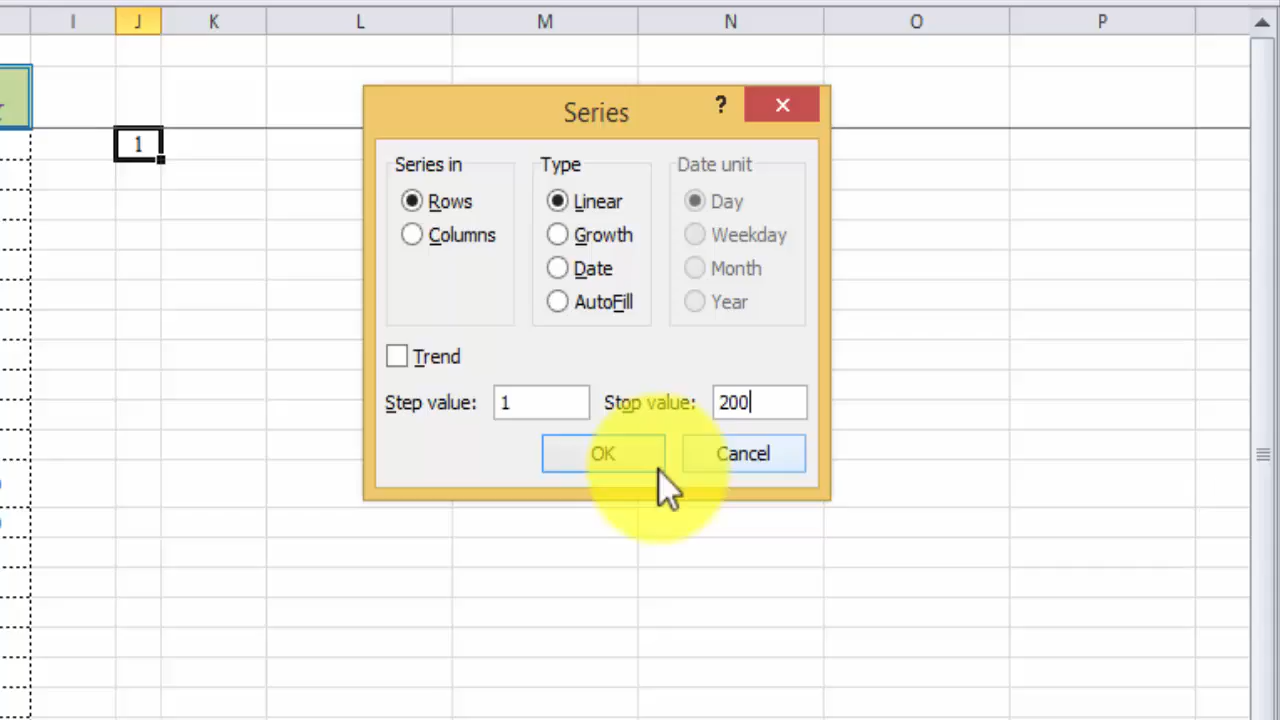 I J K L M N O P
Series ?
1
Series in Type Date unit
Rows Linear Day
Columns Growth Weekday
Date Month
AutoFill Year
Trend
Step value: 1 Stop value: 200
OK Cancel